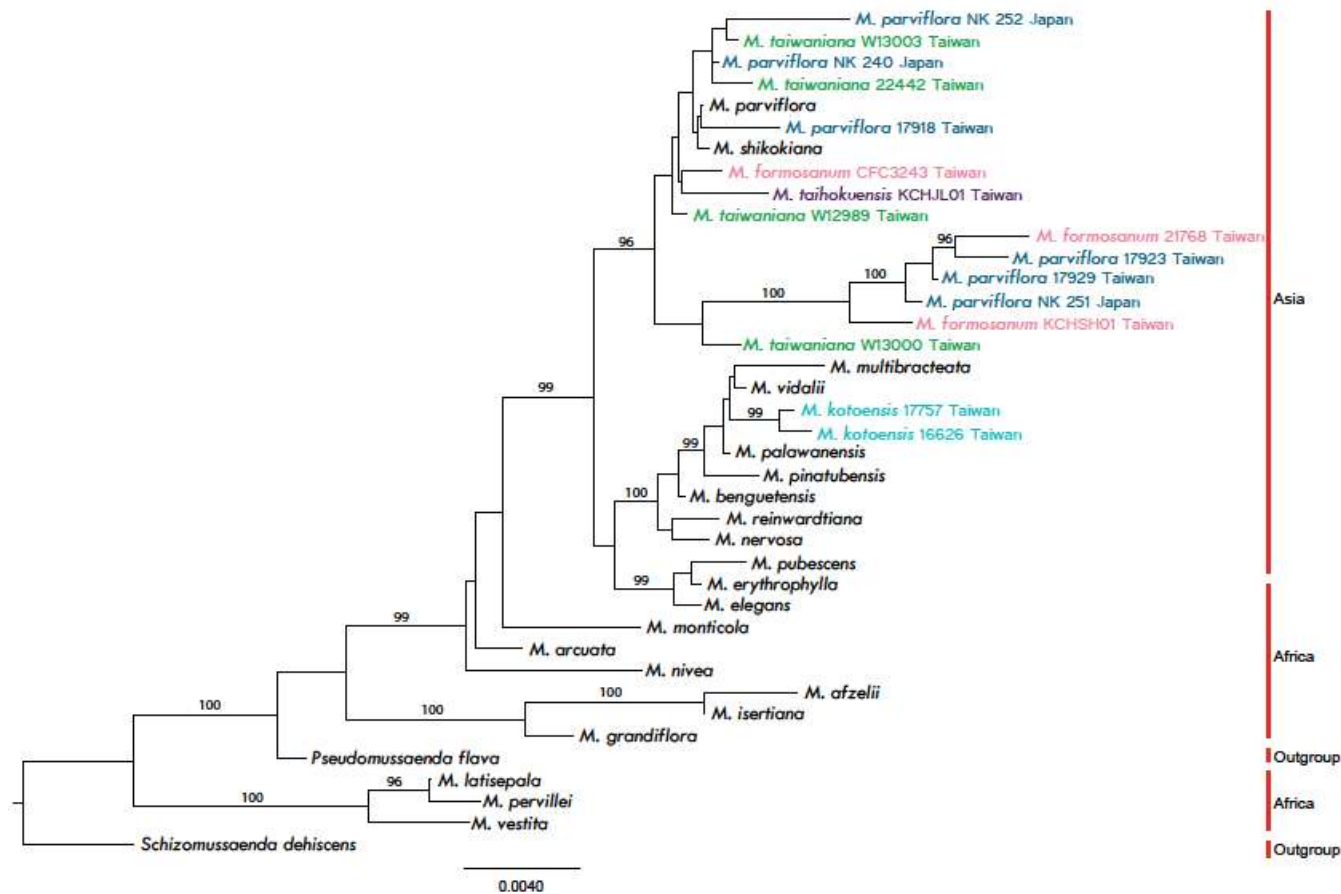 M. parviflora NK 252 Japan
M. taiwaniana W13003 Taiwan
M. parviflora NK 240 Japan
M. taiwaniana 22442 Taiwan
M. parviflora
M. parviflora 17918 Taiwan
M. shikokiana
M. formosanum CFC3243 Taiwan
M. taihokuensis KCHJL01 Taiwan
M. taiwaniana W12989 Taiwan
96
M. formosanum 21768 Taiwan
96
M. parviflora 17923 Taiwan
100
M. parviflora 17929 Taiwan
100
M. parviflora NK 251 Japan
Asia
M. formosanum KCHSH01 Taiwan
M. taiwaniana W13000 Taiwan
M. multibracteata
99
M. vidalii
99
M. kotoensis 17757 Taiwan
M. kotoensis 16626 Taiwan
99
M. palawanensis
M. pinatubensis
100
M. benguetensis
M. reinwardtiana
M. nervosa
M. pubescens
99
M. erythrophylla
M. elegans
99
M. monticola
M. arcuata
Africa
M. nivea
100
M. afzelii
100
M. isertiana
100
M. grandiflora
Pseudomussaenda flava
Outgroup
96
M. latisepala
100
M. pervillei
Africa
M. vestita
Schizomussaenda dehiscens
Outgroup
0.0040